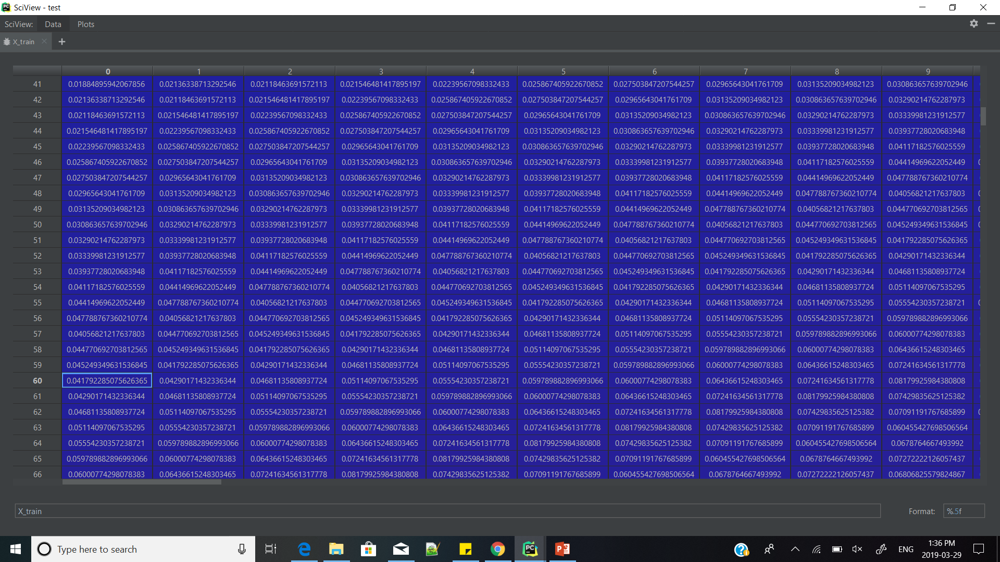 SciView - test
SciView: Data Plots
X_train
0 1 2 3 4 5 6 7 8 9
41 0.01884895942067856 0.02136338713292546 0.02118463691572113 0.021546481417895197 0.02239567098332433 0.025867405922670852 0.027503847207544257 0.02965643041761709 0.03135209034982123 0.030863657639702946
42 0.02136338713292546 0.02118463691572113 0.021546481417895197 0.02239567098332433 0.025867405922670852 0.027503847207544257 0.02965643041761709 0.03135209034982123 0.030863657639702946 0.03290214762287973
43 0.02118463691572113 0.021546481417895197 0.02239567098332433 0.025867405922670852 0.027503847207544257 0.02965643041761709 0.03135209034982123 0.030863657639702946 0.03290214762287973 0.03339981231912577
44 0.021546481417895197 0.02239567098332433 0.025867405922670852 0.027503847207544257 0.02965643041761709 0.03135209034982123 0.030863657639702946 0.03290214762287973 0.03339981231912577 0.03937728020683948
45 0.02239567098332433 0.025867405922670852 0.027503847207544257 0.02965643041761709 0.03135209034982123 0.030863657639702946 0.03290214762287973 0.03339981231912577 0.03937728020683948 0.04117182576025559
46 0.025867405922670852 0.027503847207544257 0.02965643041761709 0.03135209034982123 0.030863657639702946 0.03290214762287973 0.03339981231912577 0.03937728020683948 0.04117182576025559 0.04414969622052449
47 0.027503847207544257 0.02965643041761709 0.03135209034982123 0.030863657639702946 0.03290214762287973 0.03339981231912577 0.03937728020683948 0.04117182576025559 0.04414969622052449 0.047788767360210774
48 0.02965643041761709 0.03135209034982123 0.030863657639702946 0.03290214762287973 0.03339981231912577 0.03937728020683948 0.04117182576025559 0.04414969622052449 0.047788767360210774 0.04056821217637803
49 0.03135209034982123 0.030863657639702946 0.03290214762287973 0.03339981231912577 0.03937728020683948 0.04117182576025559 0.04414969622052449 0.047788767360210774 0.04056821217637803 0.044770692703812565
50 0.030863657639702946 0.03290214762287973 0.03339981231912577 0.03937728020683948 0.04117182576025559 0.04414969622052449 0.047788767360210774 0.04056821217637803 0.044770692703812565 0.045249349631536845
51 0.03290214762287973 0.03339981231912577 0.03937728020683948 0.04117182576025559 0.04414969622052449 0.047788767360210774 0.04056821217637803 0.044770692703812565 0.045249349631536845 0.041792285075626365
52 0.03339981231912577 0.03937728020683948 0.04117182576025559 0.04414969622052449 0.047788767360210774 0.04056821217637803 0.044770692703812565 0.045249349631536845 0.041792285075626365 0.04290171432336344
53 0.03937728020683948 0.04117182576025559 0.04414969622052449 0.047788767360210774 0.04056821217637803 0.044770692703812565 0.045249349631536845 0.041792285075626365 0.04290171432336344 0.04681135808937724
54 0.04117182576025559 0.04414969622052449 0.047788767360210774 0.04056821217637803 0.044770692703812565 0.045249349631536845 0.041792285075626365 0.04290171432336344 0.04681135808937724 0.05114097067535295
55 0.04414969622052449 0.047788767360210774 0.04056821217637803 0.044770692703812565 0.045249349631536845 0.041792285075626365 0.04290171432336344 0.04681135808937724 0.05114097067535295 0.05554230357238721
56 0.047788767360210774 0.04056821217637803 0.044770692703812565 0.045249349631536845 0.041792285075626365 0.04290171432336344 0.04681135808937724 0.05114097067535295 0.05554230357238721 0.059789882896993066
57 0.04056821217637803 0.044770692703812565 0.045249349631536845 0.041792285075626365 0.04290171432336344 0.04681135808937724 0.05114097067535295 0.05554230357238721 0.059789882896993066 0.06000774298078383
58 0.044770692703812565 0.045249349631536845 0.041792285075626365 0.04290171432336344 0.04681135808937724 0.05114097067535295 0.05554230357238721 0.059789882896993066 0.06000774298078383 0.06436615248303465
59 0.045249349631536845 0.041792285075626365 0.04290171432336344 0.04681135808937724 0.05114097067535295 0.05554230357238721 0.059789882896993066 0.06000774298078383 0.06436615248303465 0.07241634561317778
60 0.041792285075626365 0.04290171432336344 0.04681135808937724 0.05114097067535295 0.05554230357238721 0.059789882896993066 0.06000774298078383 0.06436615248303465 0.07241634561317778 0.08179925984380808
61 0.04290171432336344 0.04681135808937724 0.05114097067535295 0.05554230357238721 0.059789882896993066 0.06000774298078383 0.06436615248303465 0.07241634561317778 0.08179925984380808 0.07429835625125382
62 0.04681135808937724 0.05114097067535295 0.05554230357238721 0.059789882896993066 0.06000774298078383 0.06436615248303465 0.07241634561317778 0.08179925984380808 0.07429835625125382 0.07091191767685899
63 0.05114097067535295 0.05554230357238721 0.059789882896993066 0.06000774298078383 0.06436615248303465 0.07241634561317778 0.08179925984380808 0.07429835625125382 0.07091191767685899 0.060455427698506564
64 0.05554230357238721 0.059789882896993066 0.06000774298078383 0.06436615248303465 0.07241634561317778 0.08179925984380808 0.07429835625125382 0.07091191767685899 0.060455427698506564 0.0678764667493992
65 0.059789882896993066 0.06000774298078383 0.06436615248303465 0.07241634561317778 0.08179925984380808 0.07429835625125382 0.07091191767685899 0.060455427698506564 0.0678764667493992 0.07272222126057437
66 0.06000774298078383 0.06436615248303465 0.07241634561317778 0.08179925984380808 0.07429835625125382 0.07091191767685899 0.060455427698506564 0.0678764667493992 0.07272222126057437 0.06806825579824867
X_train Format: %.5f
Type here to search ENG 1:36 PM
2019-03-29